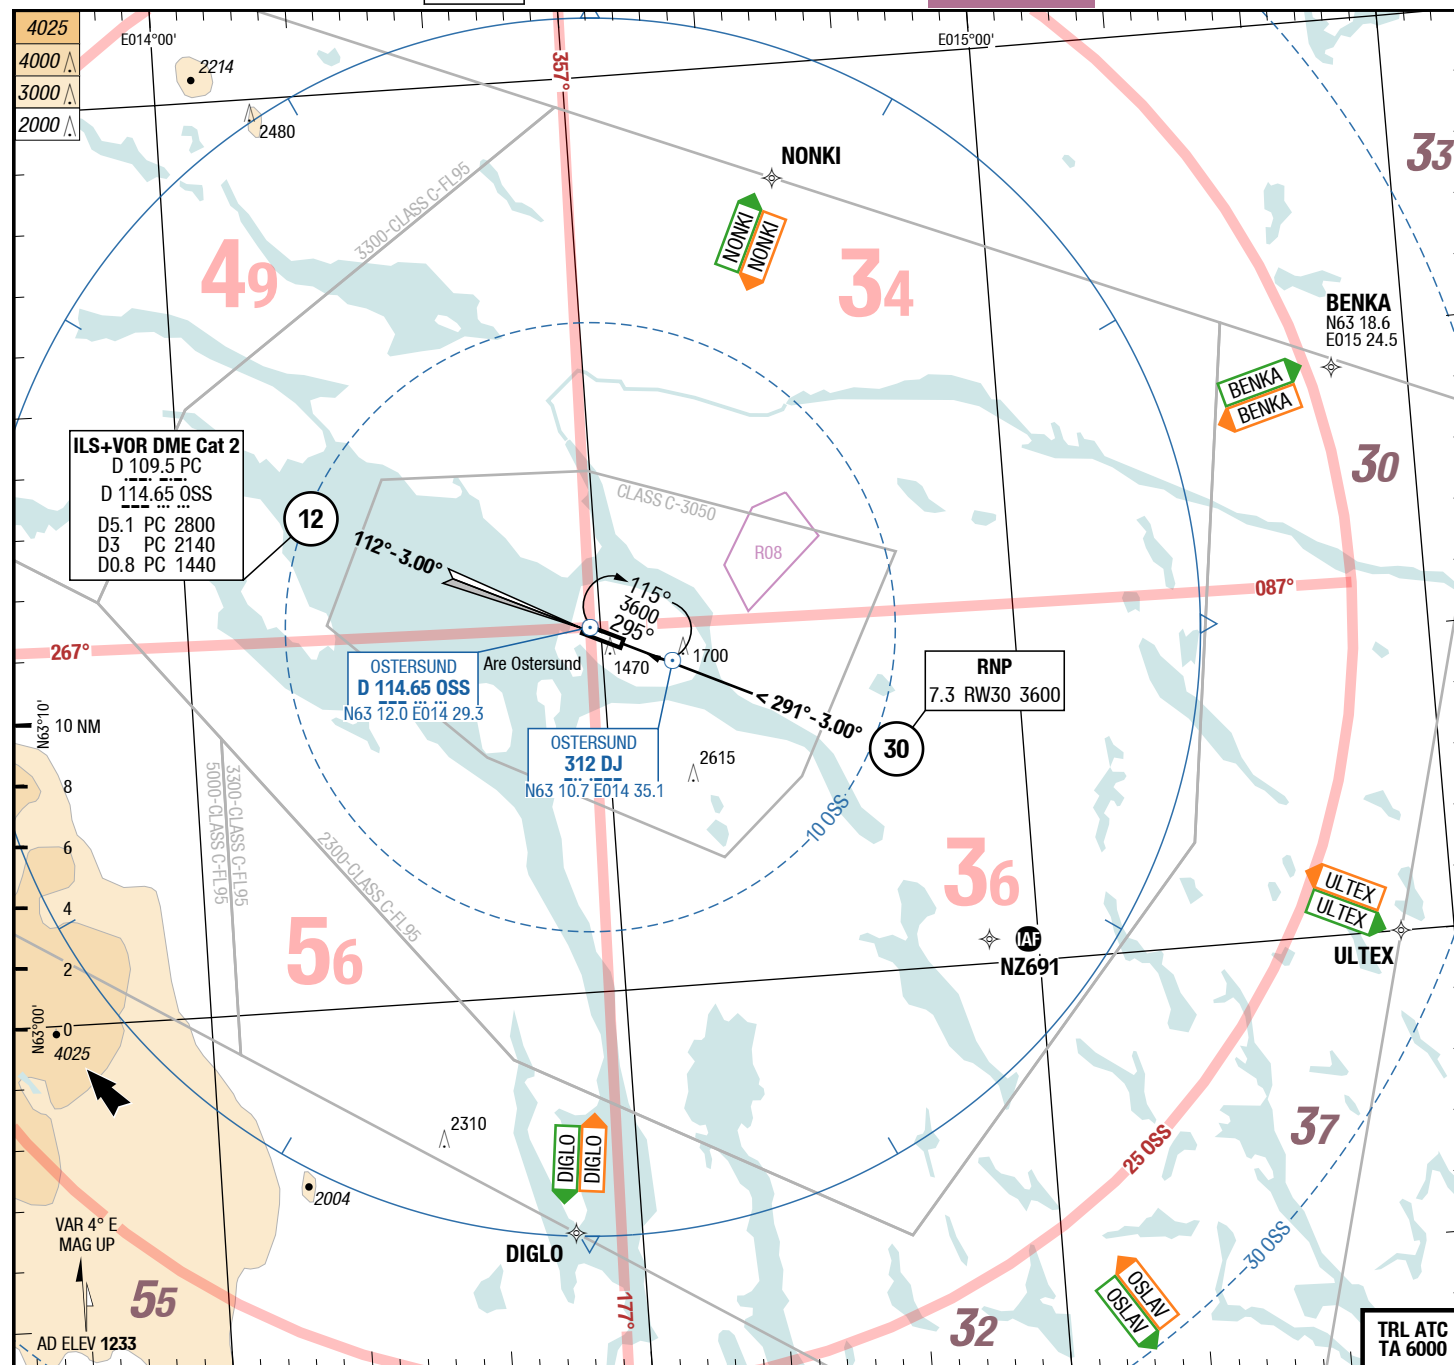 4025
4000
3000
2000
E014°00'
E015°00'
357°
2214
2480
NONKI
NONKI
NONKI
33
3300-CLASS C-FL95
49
34
BENKA
N63 18.6
E015 24.5
BENKA
BENKA
30
ILS+VOR DME Cat 2
D 109.5 PC
D 114.65 OSS
D5.1 PC 2800
D3 PC 2140
D0.8 PC 1440
12
CLASS C-3050
R08
112°-3.00°
115°
3600
295°
087°
267°
OSTERSUND
D 114.65 OSS
N63 12.0 E014 29.3
Are Ostersund
1470
1700
RNP
7.3 RW30 3600
< 291°-3.00°
30
N63°10'
10 NM
8
6
4
2
0
OSTERSUND
312 DJ
N63 10.7 E014 35.1
2615
10 OSS
3300-CLASS C-FL95
5000-CLASS C-FL95
2300-CLASS C-FL95
36
56
ULTEX
ULTEX
ULTEX
IAF
NZ691
N63°00'
4025
2310
DIGLO
DIGLO
DIGLO
2004
37
25 OSS
30 OSS
VAR 4° E
MAG UP
55
AD ELEV 1233
177°
32
OSLAV
OSLAV
TRL ATC
TA 6000